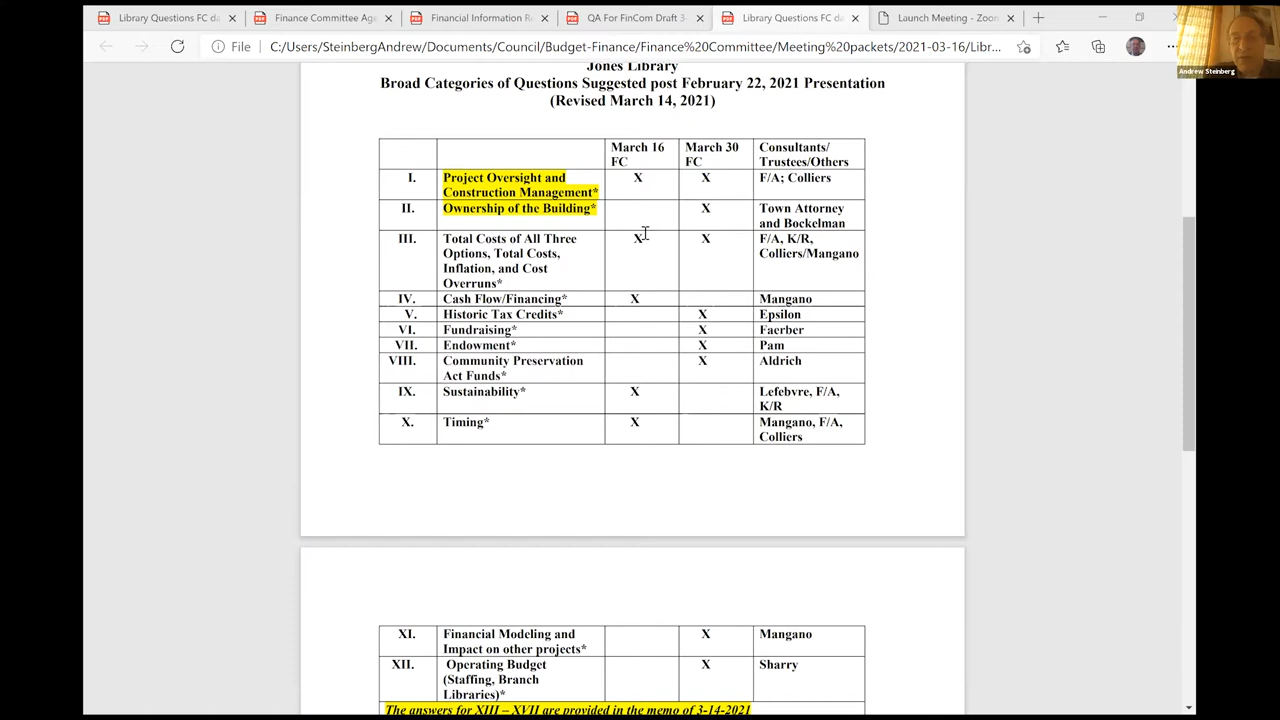 Library Questions FC da
Finance Committee Age
Financial Information Re
QA For FinCom Draft 3-
Library Questions FC da
Launch Meeting - Zoom
File
C:/Users/SteinbergAndrew/Documents/Council/Budget-Finance/Finance%20Committee/Meeting%20packets/2021-03-16/Libr...
Andrew Steinberg
Jones Library
Broad Categories of Questions Suggested post February 22, 2021 Presentation
(Revised March 14, 2021)
March 16 FC
March 30 FC
Consultants/ Trustees/Others
I. Project Oversight and Construction Management* X X F/A; Colliers
II. Ownership of the Building* X Town Attorney and Bockelman
III. Total Costs of All Three Options, Total Costs, Inflation, and Cost Overruns* X X F/A, K/R, Colliers/Mangano
IV. Cash Flow/Financing* X Mangano
V. Historic Tax Credits* X Epsilon
VI. Fundraising* X Faerber
VII. Endowment* X Pam
VIII. Community Preservation Act Funds* X Aldrich
IX. Sustainability* X Lefebvre, F/A, K/R
X. Timing* X Mangano, F/A, Colliers
XI. Financial Modeling and Impact on other projects* X Mangano
XII. Operating Budget (Staffing, Branch Libraries)* X Sharry
The answers for XIII – XVII are provided in the memo of 3-14-2021